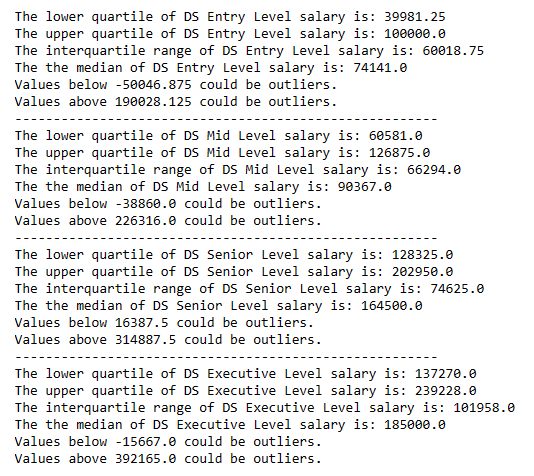 The lower quartile of DS Entry Level salary is: 39981.25
The upper quartile of DS Entry Level salary is: 100000.0
The interquartile range of DS Entry Level salary is: 60018.75
The the median of DS Entry Level salary is: 74141.0
Values below -50046.875 could be outliers.
Values above 190028.125 could be outliers.
-------------------------------------------------------
The lower quartile of DS Mid Level salary is: 60581.0
The upper quartile of DS Mid Level salary is: 126875.0
The interquartile range of DS Mid Level salary is: 66294.0
The the median of DS Mid Level salary is: 90367.0
Values below -38860.0 could be outliers.
Values above 226316.0 could be outliers.
-------------------------------------------------------
The lower quartile of DS Senior Level salary is: 128325.0
The upper quartile of DS Senior Level salary is: 202950.0
The interquartile range of DS Senior Level salary is: 74625.0
The the median of DS Senior Level salary is: 164500.0
Values below 16387.5 could be outliers.
Values above 314887.5 could be outliers.
-------------------------------------------------------
The lower quartile of DS Executive Level salary is: 137270.0
The upper quartile of DS Executive Level salary is: 239228.0
The interquartile range of DS Executive Level salary is: 101958.0
The the median of DS Executive Level salary is: 185000.0
Values below -15667.0 could be outliers.
Values above 392165.0 could be outliers.